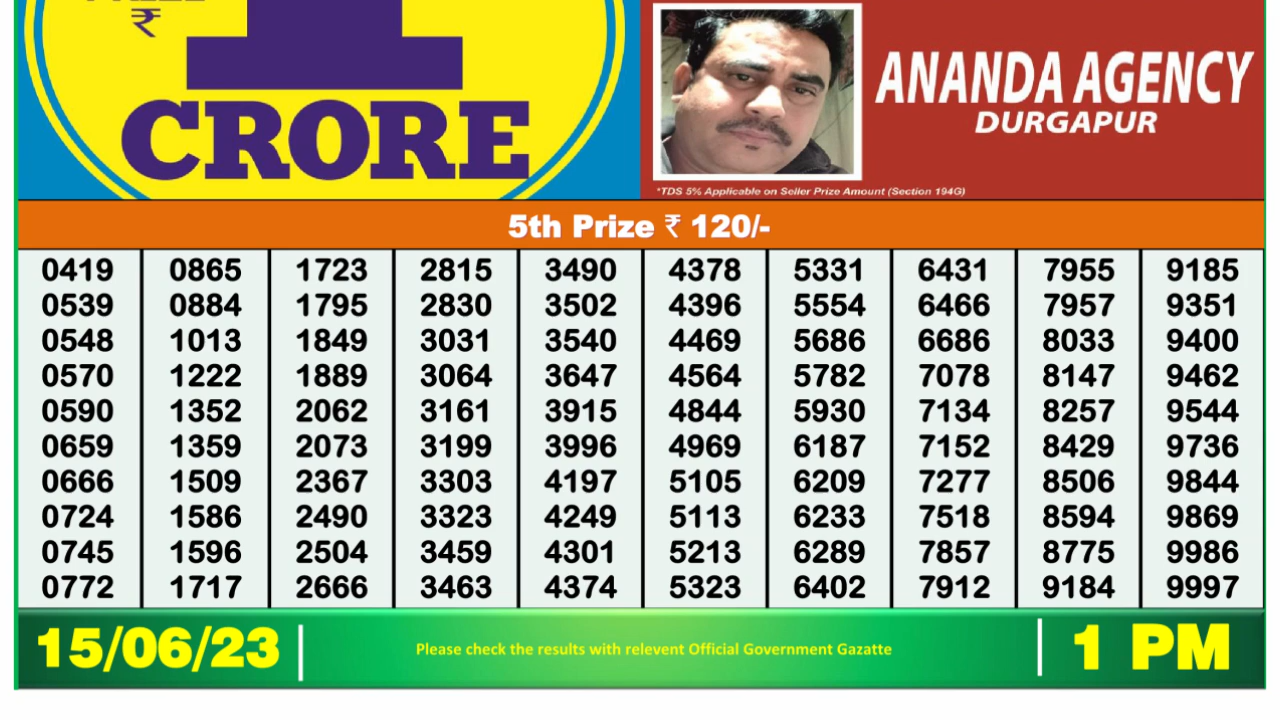 ₹
CRORE
ANANDA AGENCY
DURGAPUR
*TDS 5% Applicable on Seller Prize Amount (Section 194G)
5th Prize ₹ 120/-
0419 0865 1723 2815 3490 4378 5331 6431 7955 9185
0539 0884 1795 2830 3502 4396 5554 6466 7957 9351
0548 1013 1849 3031 3540 4469 5686 6686 8033 9400
0570 1222 1889 3064 3647 4564 5782 7078 8147 9462
0590 1352 2062 3161 3915 4844 5930 7134 8257 9544
0659 1359 2073 3199 3996 4969 6187 7152 8429 9736
0666 1509 2367 3303 4197 5105 6209 7277 8506 9844
0724 1586 2490 3323 4249 5113 6233 7518 8594 9869
0745 1596 2504 3459 4301 5213 6289 7857 8775 9986
0772 1717 2666 3463 4374 5323 6402 7912 9184 9997
15/06/23 Please check the results with relevent Official Government Gazatte 1 PM